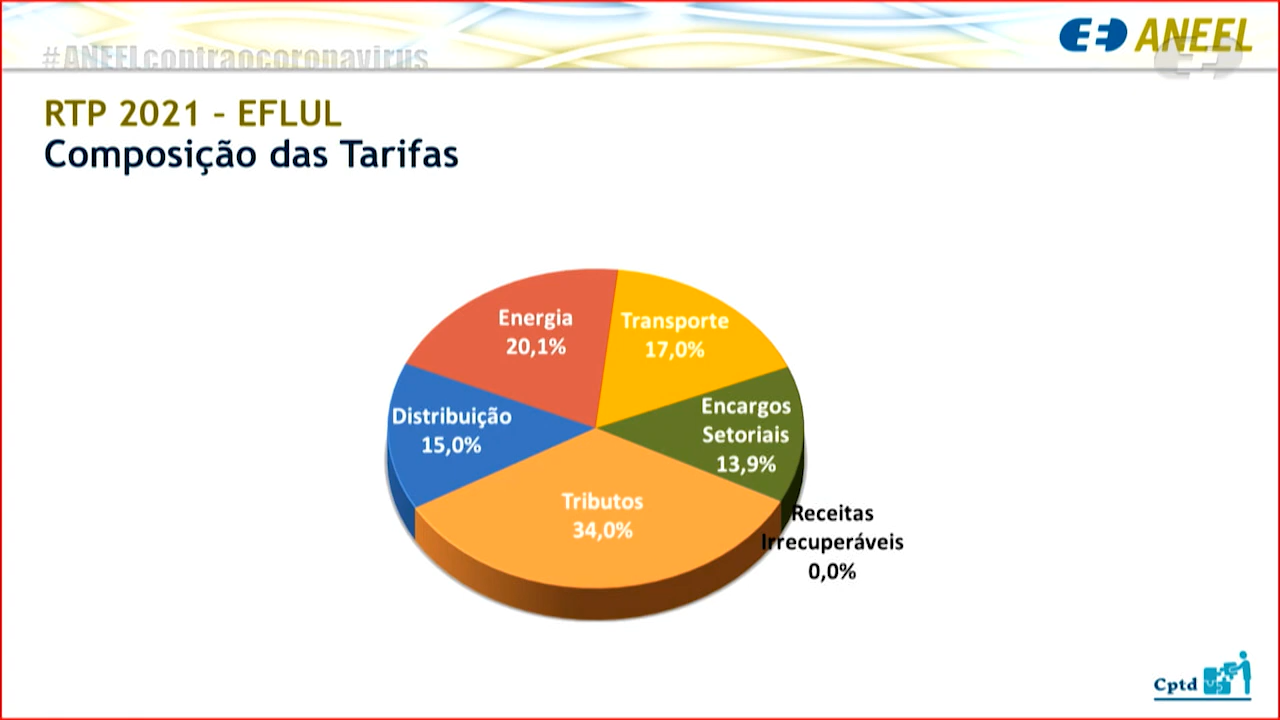 #ANEELcontraocoronavirus
ANEEL
RTP 2021 – EFLUL
Composição das Tarifas
Energia
20,1%
Transporte
17,0%
Encargos
Setoriais
13,9%
Distribuição
15,0%
Tributos
34,0%
Receitas
Irrecuperáveis
0,0%
Cptd